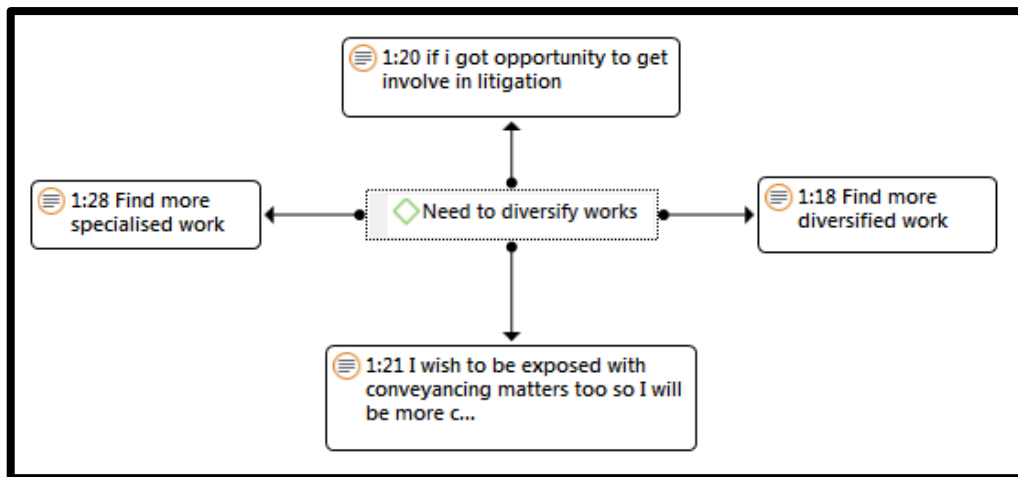 1:20 if i got opportunity to get
involve in litigation
1:28 Find more
specialised work
Need to diversify works
1:18 Find more
diversified work
1:21 I wish to be exposed with
conveyancing matters too so I will
be more c...